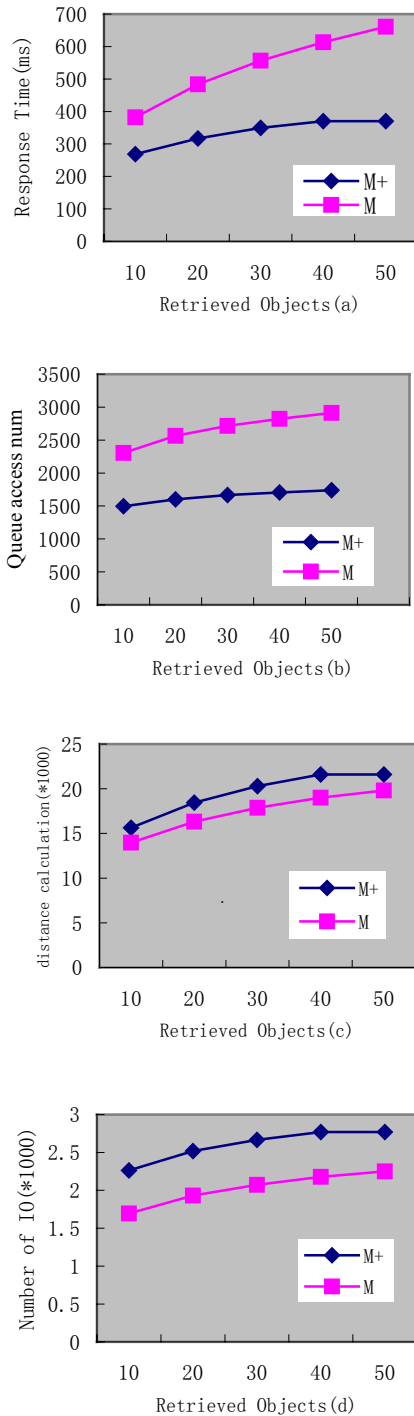 700
600
500
400
300
200
100
0
Response Time(ms)
M+
M
10 20 30 40 50
Retrieved Objects(a)
3500
3000
2500
2000
1500
1000
500
0
Queue access num
M+
M
10 20 30 40 50
Retrieved Objects(b)
25
20
15
10
5
0
distance calculation(*1000)
M+
M
10 20 30 40 50
Retrieved Objects(c)
3
2.5
2
1.5
1
0.5
0
Number of IO(*1000)
M+
M
10 20 30 40 50
Retrieved Objects(d)